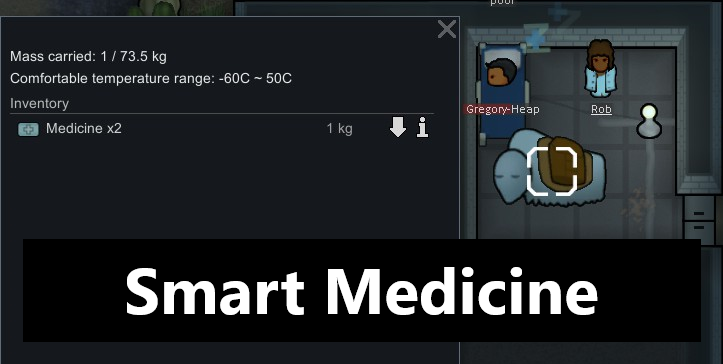 poor
Mass carried: 1 / 73.5 kg
Comfortable temperature range: -60C ~ 50C
Inventory
Medicine x2 1 kg
Gregory-Heap
Rob
Smart Medicine